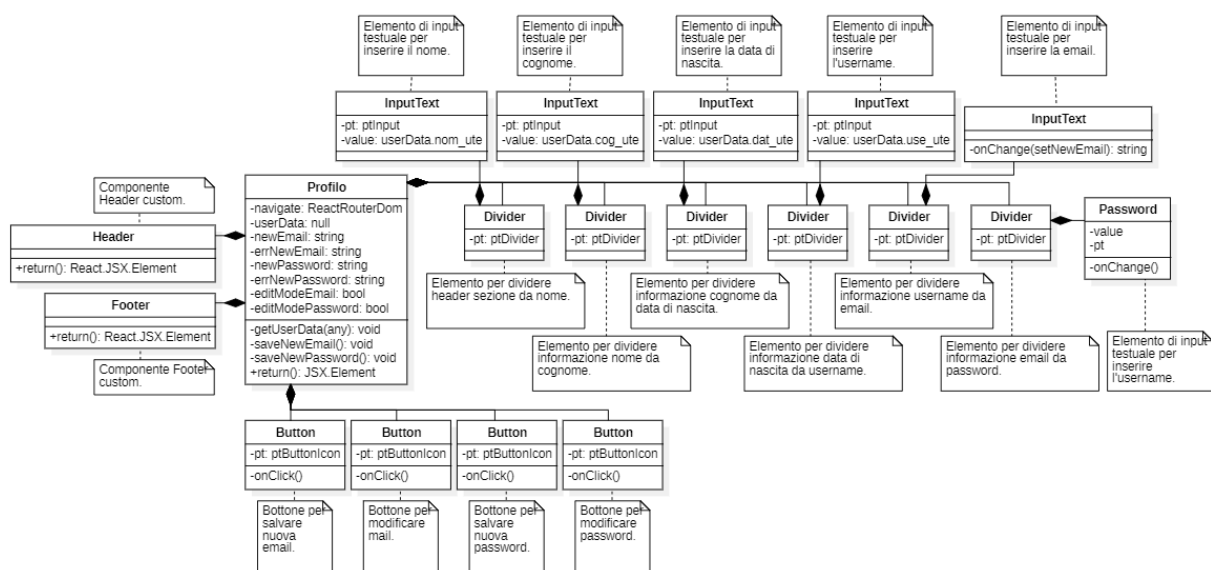 Elemento di input
testuale per
inserire il nome.
Elemento di input
testuale per
inserire il
cognome.
Elemento di input
testuale per
inserire la data di
nascita.
Elemento di input
testuale per
inserire
l'username.
Elemento di input
testuale per
inserire la email.
InputText
-pt: ptInput
-value: userData.nom_ute
InputText
-pt: ptInput
-value: userData.cog_ute
InputText
-pt: ptInput
-value: userData.dat_ute
InputText
-pt: ptInput
-value: userData.use_ute
InputText
-onChange(setNewEmail): string
Componente
Header custom.
Header
+return(): React.JSX.Element
Footer
+return(): React.JSX.Element
Componente Footer
custom.
Profilo
-navigate: ReactRouterDom
-userData: null
-newEmail: string
-errNewEmail: string
-newPassword: string
-errNewPassword: string
-editModeEmail: bool
-editModePassword: bool
-getUserData(any): void
-saveNewEmail(): void
-saveNewPassword(): void
+return(): JSX.Element
Divider
-pt: ptDivider
Divider
-pt: ptDivider
Divider
-pt: ptDivider
Divider
-pt: ptDivider
Divider
-pt: ptDivider
Divider
-pt: ptDivider
Password
-value
-pt
-onChange()
Elemento per dividere
header sezione da nome.
Elemento per dividere
informazione cognome da
data di nascita.
Elemento per dividere
informazione username da
email.
Elemento per dividere
informazione nome da
cognome.
Elemento per dividere
informazione data di
nascita da username.
Elemento per dividere
informazione email da
password.
Elemento di input
testuale per
inserire
l'username.
Button
-pt: ptButtonIcon
-onClick()
Button
-pt: ptButtonIcon
-onClick()
Button
-pt: ptButtonIcon
-onClick()
Button
-pt: ptButtonIcon
-onClick()
Bottone per
salvare
nuova
email.
Bottone per
modificare
mail.
Bottone per
salvare
nuova
password.
Bottone per
modificare
password.